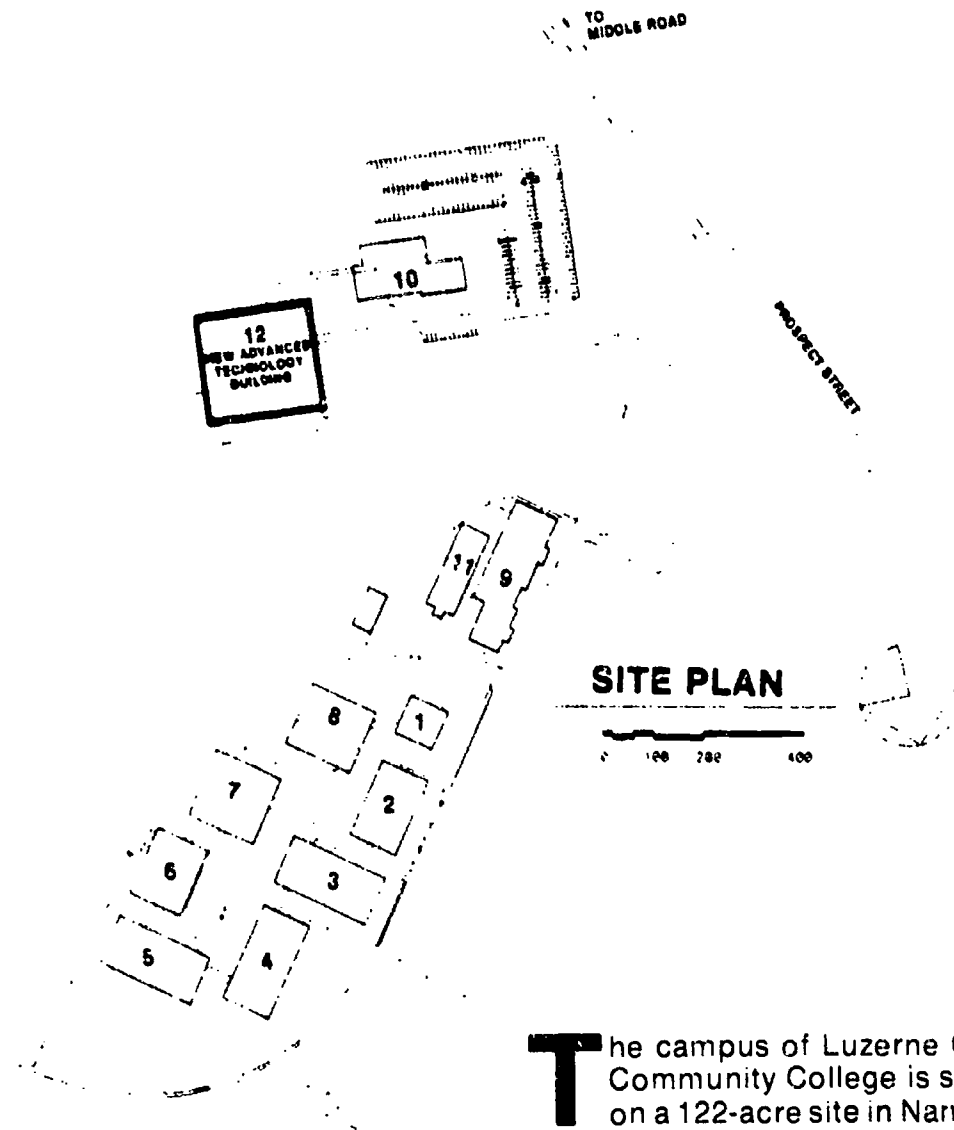 TO
MIDDLE ROAD
10
12
NEW ADVANCED
TECHNOLOGY
BUILDING
PROSPECT STREET
11
9
SITE PLAN
0 100 200 400
8
1
7
2
6
3
5
4
The campus of Luzerne
Community College is s
on a 122-acre site in Nan